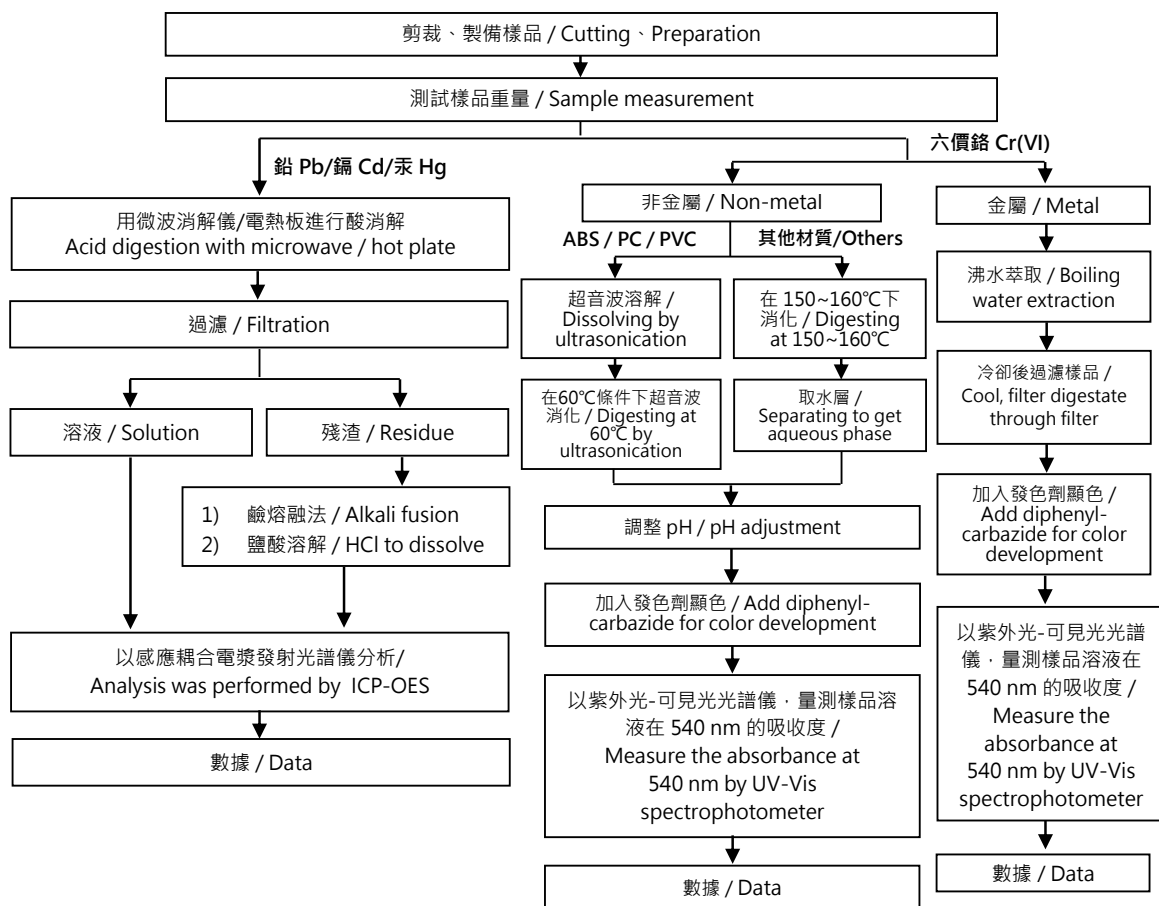 剪裁、製備樣品 / Cutting、Preparation
測試樣品重量 / Sample measurement
鉛 Pb/鎘 Cd/汞 Hg
用微波消解儀/電熱板進行酸消解
Acid digestion with microwave / hot plate
過濾 / Filtration
溶液 / Solution
殘渣 / Residue
1) 鹼熔融法 / Alkali fusion
2) 鹽酸溶解 / HCl to dissolve
以感應耦合電漿發射光譜儀分析/
Analysis was performed by ICP-OES
數據 / Data
六價鉻 Cr(VI)
非金屬 / Non-metal
ABS / PC / PVC
超音波溶解 /
Dissolving by
ultrasonication
在60℃條件下超音波
消化 / Digesting at
60℃ by
ultrasonication
其他材質/Others
在 150~160℃下
消化 / Digesting
at 150~160℃
取水層 /
Separating to get
aqueous phase
調整 pH / pH adjustment
加入發色劑顯色 / Add diphenyl-
carbazide for color development
以紫外光-可見光光譜儀，量測樣品溶
液在 540 nm 的吸收度 /
Measure the absorbance at
540 nm by UV-Vis
spectrophotometer
數據 / Data
金屬 / Metal
沸水萃取 / Boiling
water extraction
冷卻後過濾樣品 /
Cool, filter digestate
through filter
加入發色劑顯色 /
Add diphenyl-
carbazide for color
development
以紫外光-可見光光譜
儀，量測樣品溶液在
540 nm 的吸收度 /
Measure the
absorbance at
540 nm by UV-Vis
spectrophotometer
數據 / Data